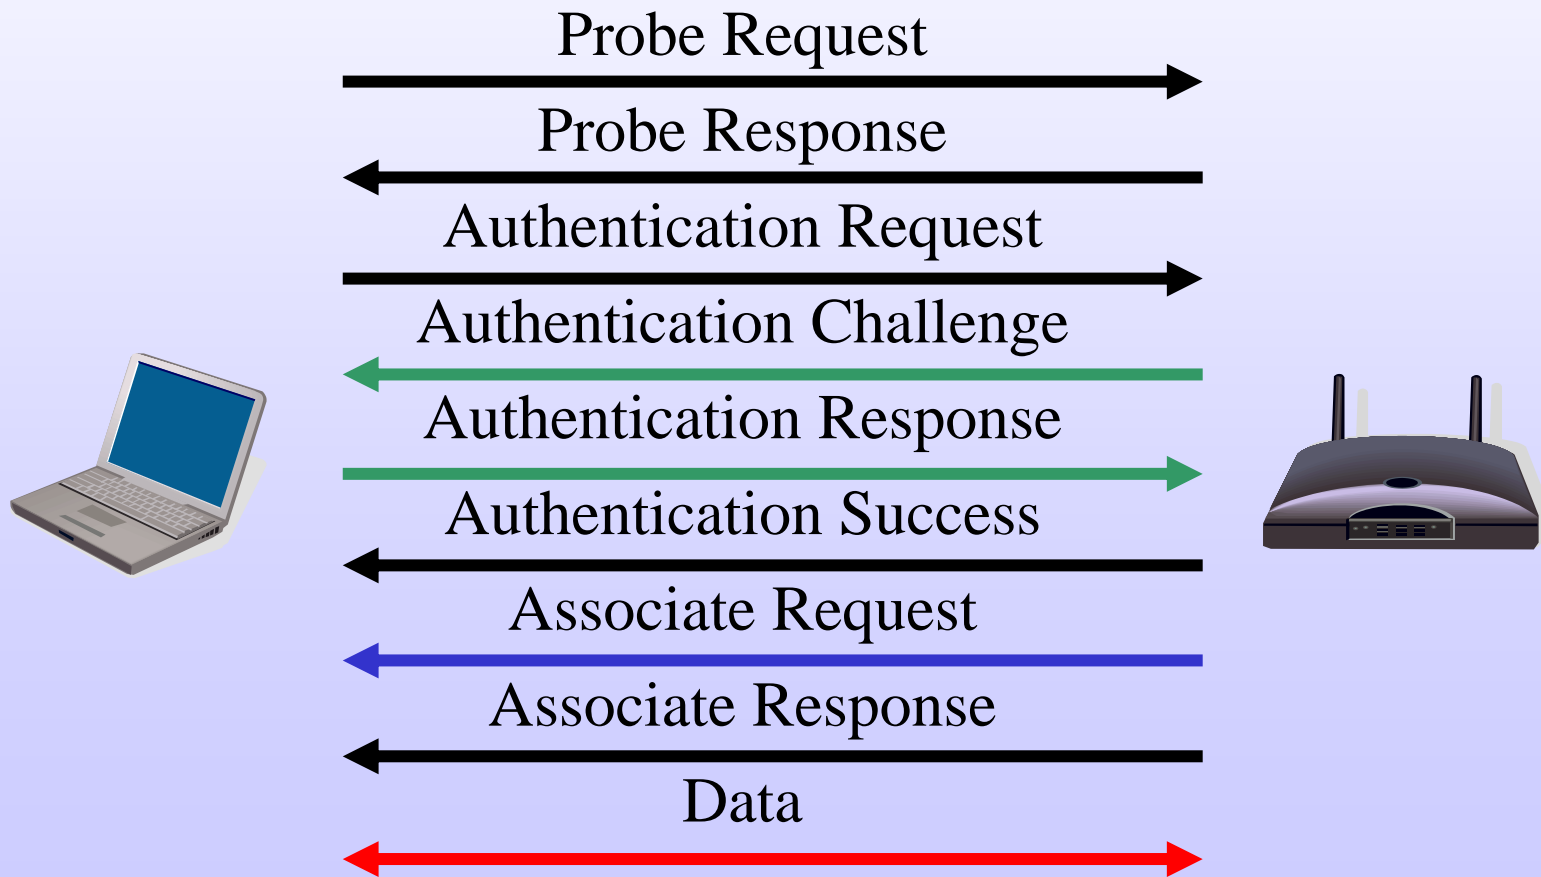 Probe Request
Probe Response
Authentication Request
Authentication Challenge
Authentication Response
Authentication Success
Associate Request
Associate Response
Data